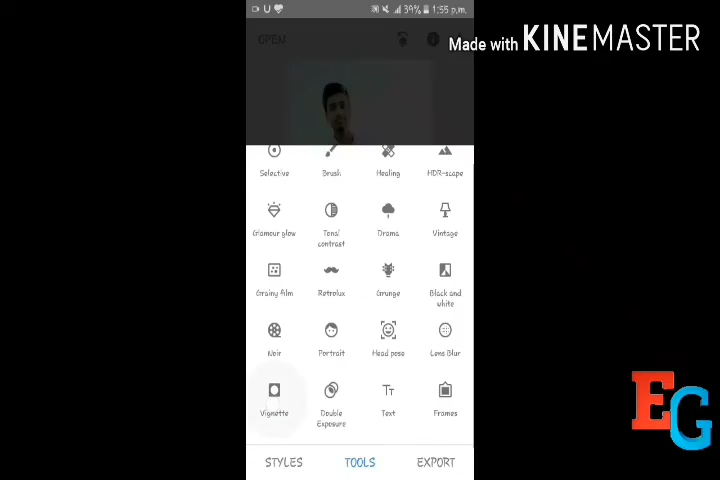 U 39% 1:55 p.m.
OPEN
Made with KINEMASTER
Selective Brush Healing HDR-scape
Glamour glow Tonal contrast Drama Vintage
Grainy film Retrolux Grunge Black and white
Noir Portrait Head pose Lens Blur
Vignette Double Exposure Text Frames
STYLES TOOLS EXPORT
EG